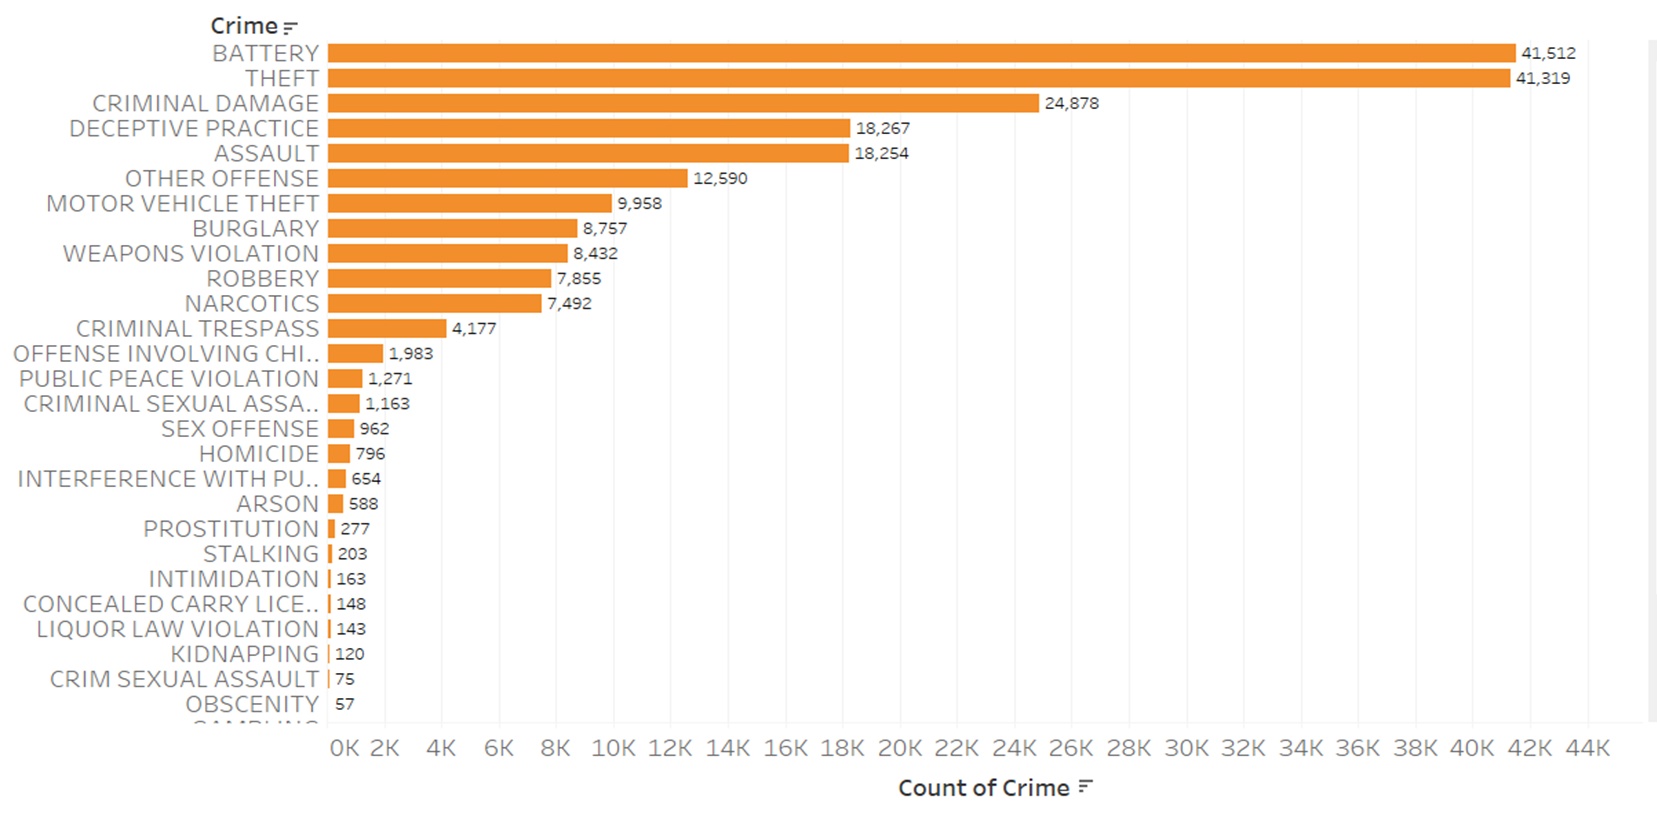 Crime
BATTERY 41,512
THEFT 41,319
CRIMINAL DAMAGE 24,878
DECEPTIVE PRACTICE 18,267
ASSAULT 18,254
OTHER OFFENSE 12,590
MOTOR VEHICLE THEFT 9,958
BURGLARY 8,757
WEAPONS VIOLATION 8,432
ROBBERY 7,855
NARCOTICS 7,492
CRIMINAL TRESPASS 4,177
OFFENSE INVOLVING CHI.. 1,983
PUBLIC PEACE VIOLATION 1,271
CRIMINAL SEXUAL ASSA.. 1,163
SEX OFFENSE 962
HOMICIDE 796
INTERFERENCE WITH PU.. 654
ARSON 588
PROSTITUTION 277
STALKING 203
INTIMIDATION 163
CONCEALED CARRY LICE.. 148
LIQUOR LAW VIOLATION 143
KIDNAPPING 120
CRIM SEXUAL ASSAULT 75
OBSCENITY 57
0K 2K 4K 6K 8K 10K 12K 14K 16K 18K 20K 22K 24K 26K 28K 30K 32K 34K 36K 38K 40K 42K 44K
Count of Crime